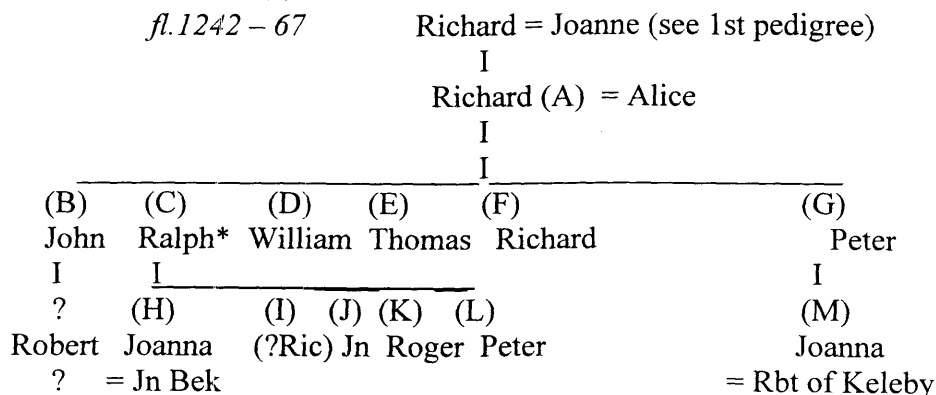 fl.1242 – 67 Richard = Joanne (see 1st pedigree)
I
Richard (A) = Alice
I
I
I
(B) (C) (D) (E) (F) (G)
John Ralph* William Thomas Richard Peter
I I I
? (H) (I) (J) (K) (L) (M)
Robert Joanna (?Ric) Jn Roger Peter Joanna
? = Jn Bek = Rbt of Keleby